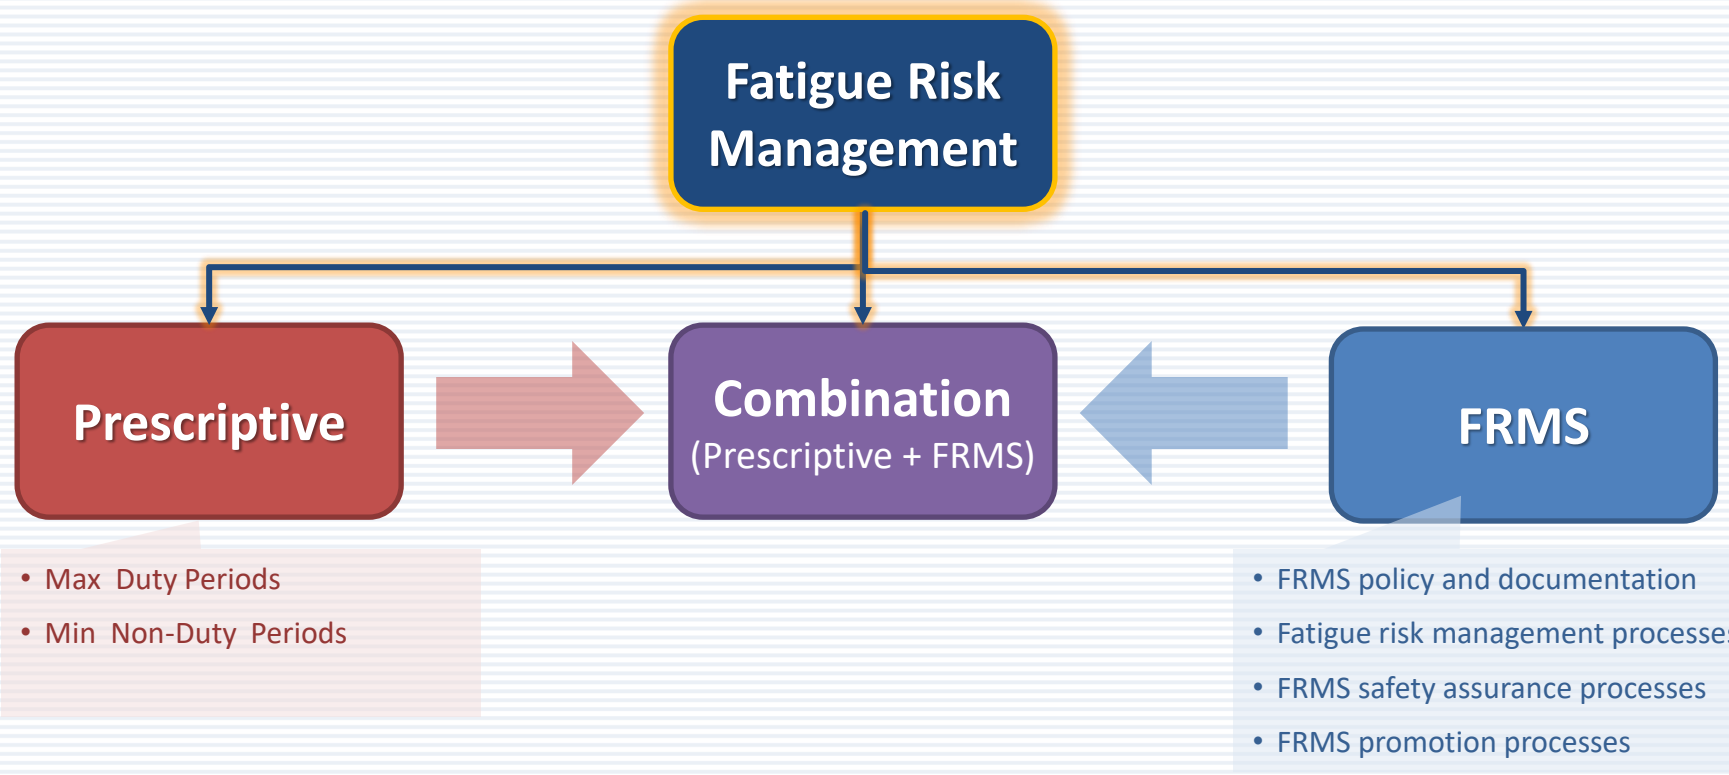 Fatigue Risk
Management
Prescriptive
Combination
(Prescriptive + FRMS)
FRMS
• Max Duty Periods
• Min Non-Duty Periods
• FRMS policy and documentation
• Fatigue risk management processes
• FRMS safety assurance processes
• FRMS promotion processes